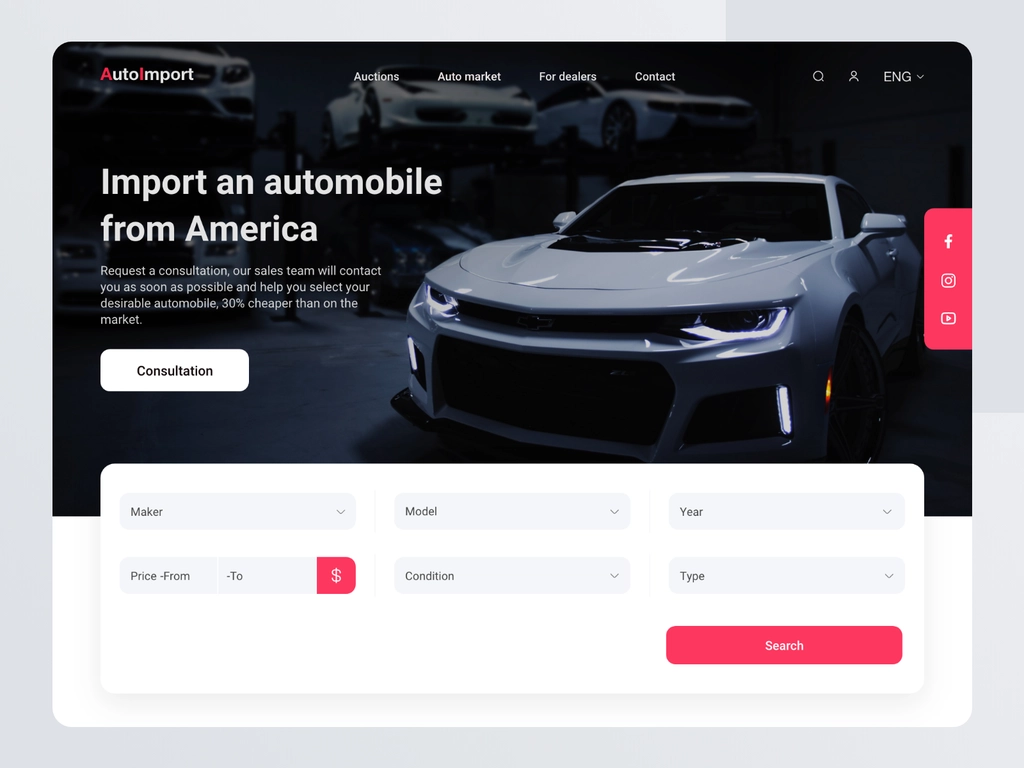 AutoImport
Auctions
Auto market
For dealers
Contact
ENG
Import an automobile
from America
Request a consultation, our sales team will contact
you as soon as possible and help you select your
desirable automobile, 30% cheaper than on the
market.
Consultation
Maker
Model
Year
Price -From
-To
$
Condition
Type
Search